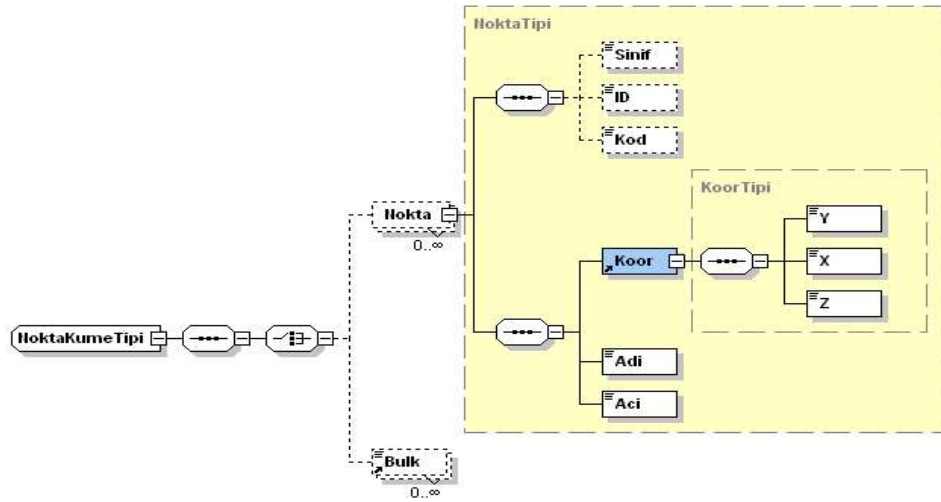 NoktaTipi
Sinif
ID
Kod
KoorTipi
Nokta
0..∞
Y
Koor
X
Z
NoktaKumeTipi
Adi
Aci
Bulk
0..∞